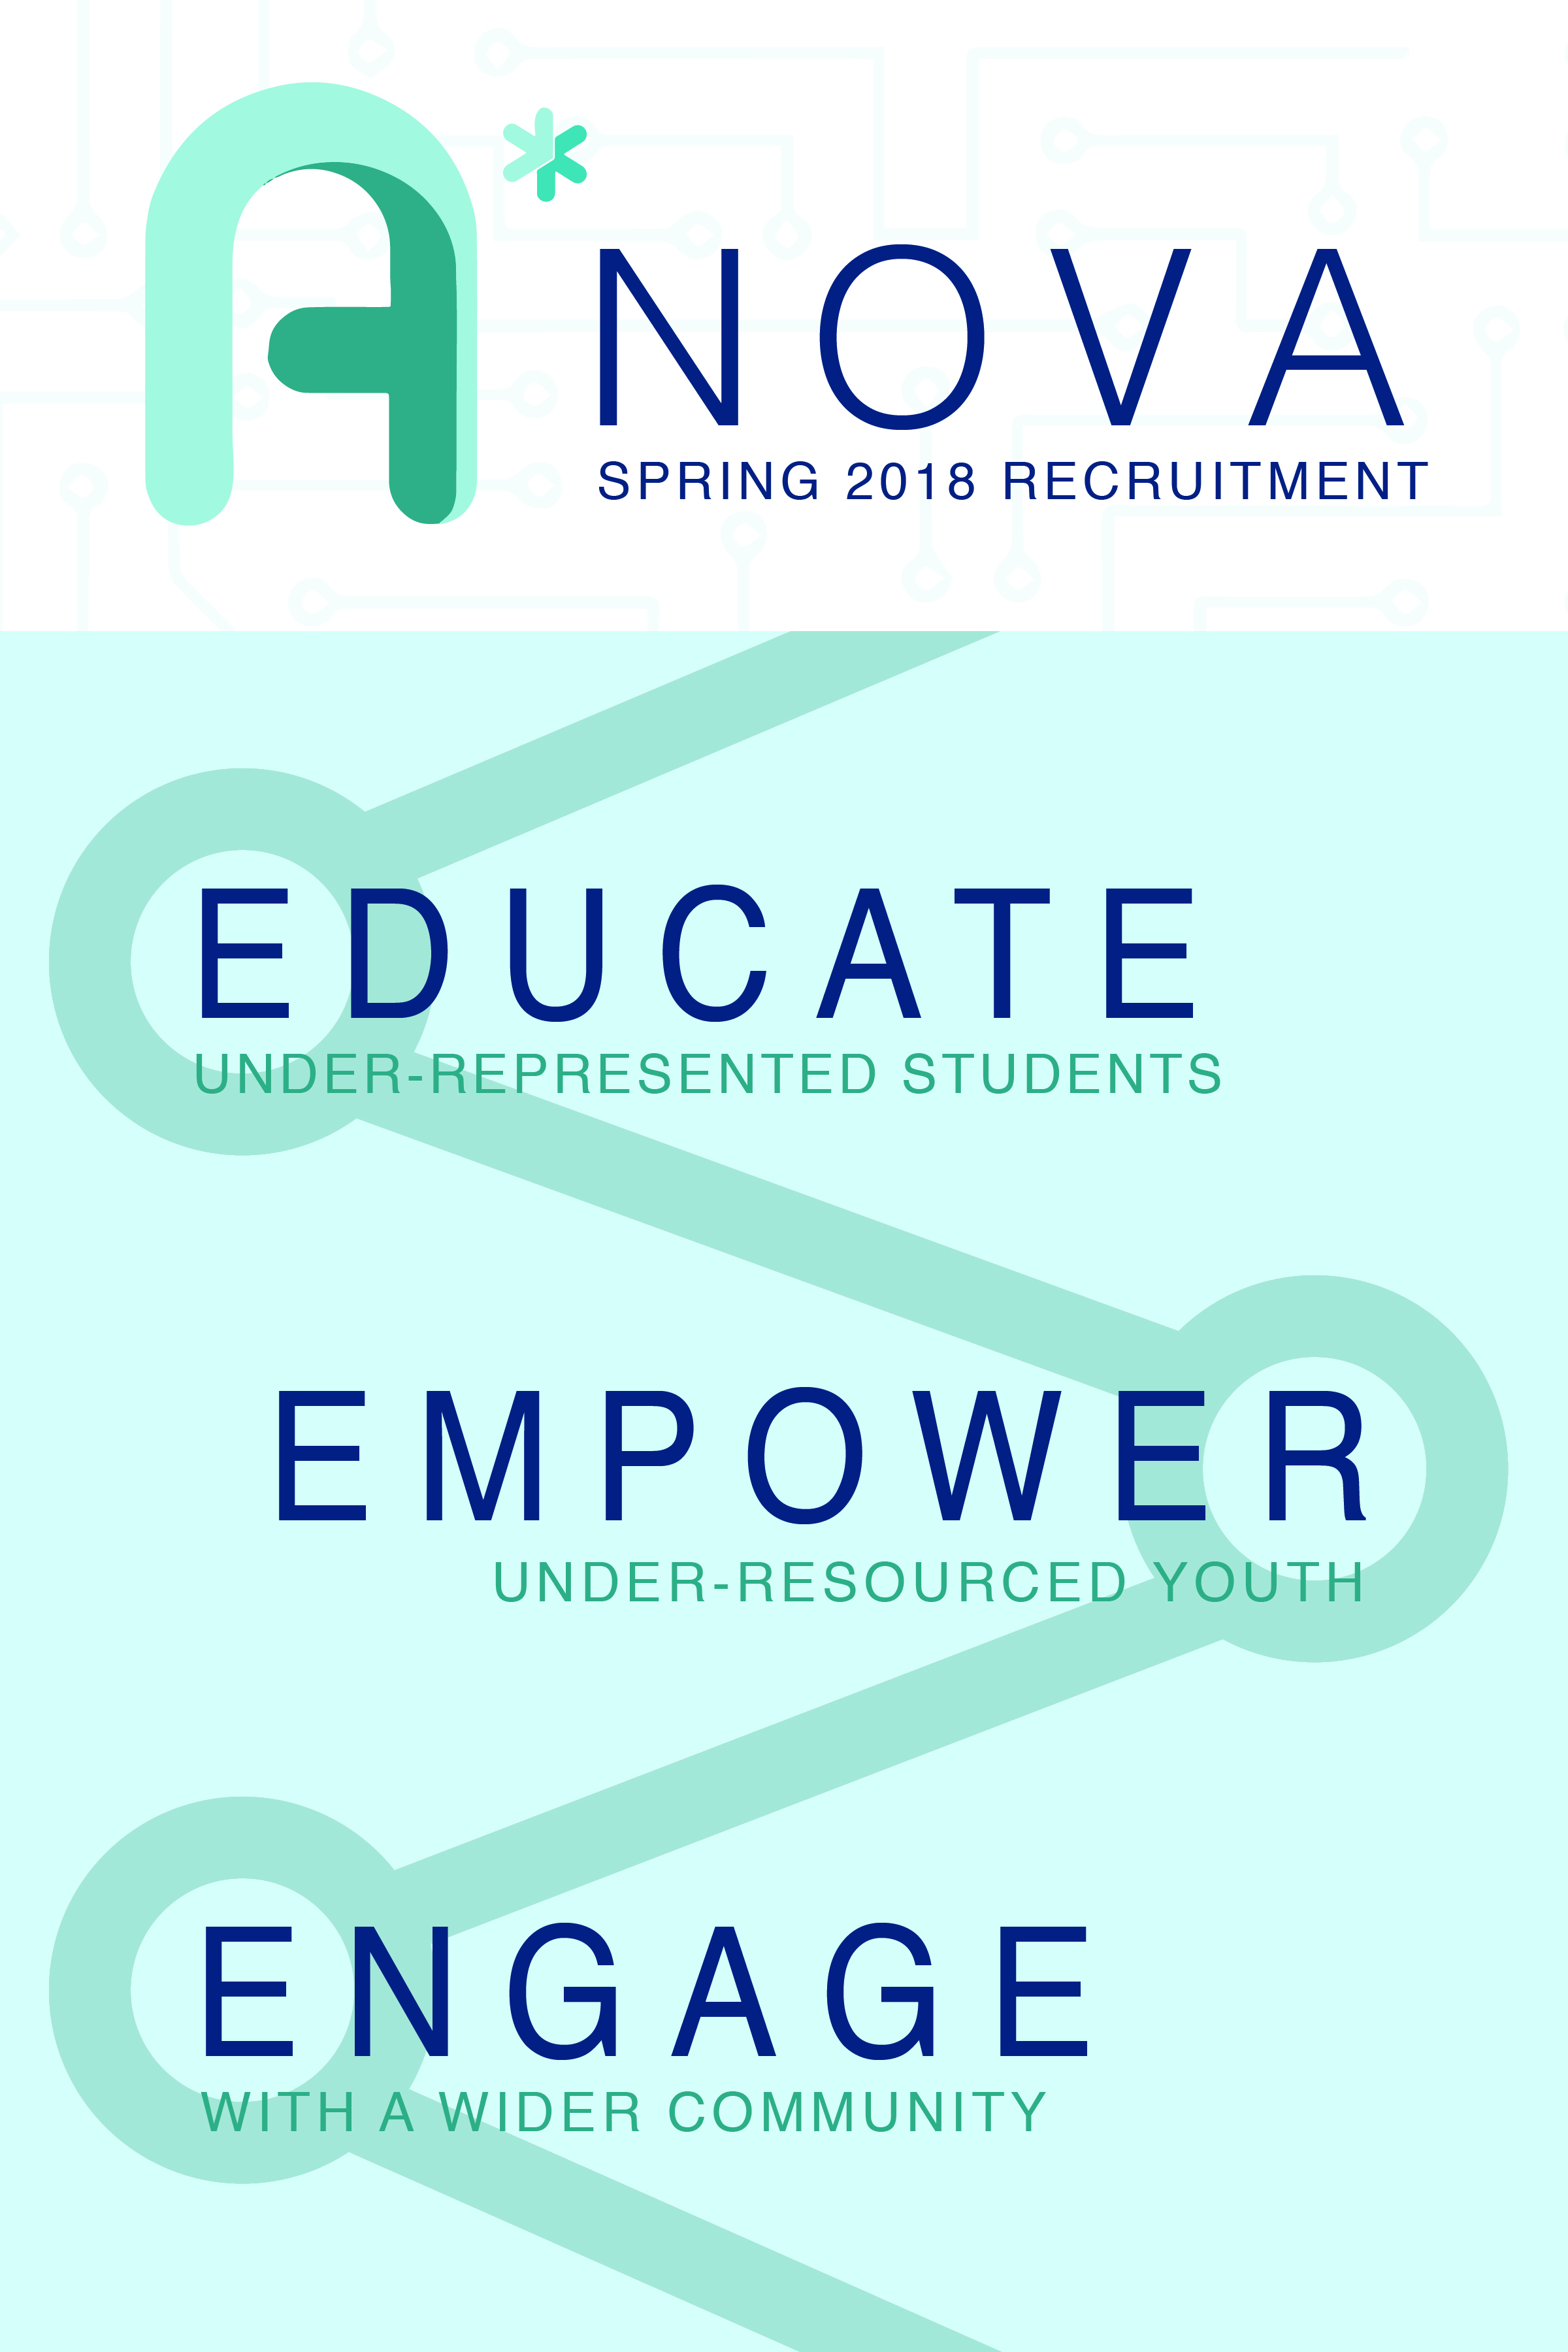 A* NOVA
SPRING 2018 RECRUITMENT
EDUCATE
UNDER-REPRESENTED STUDENTS
EMPOWER
UNDER-RESOURCED YOUTH
ENGAGE
WITH A WIDER COMMUNITY